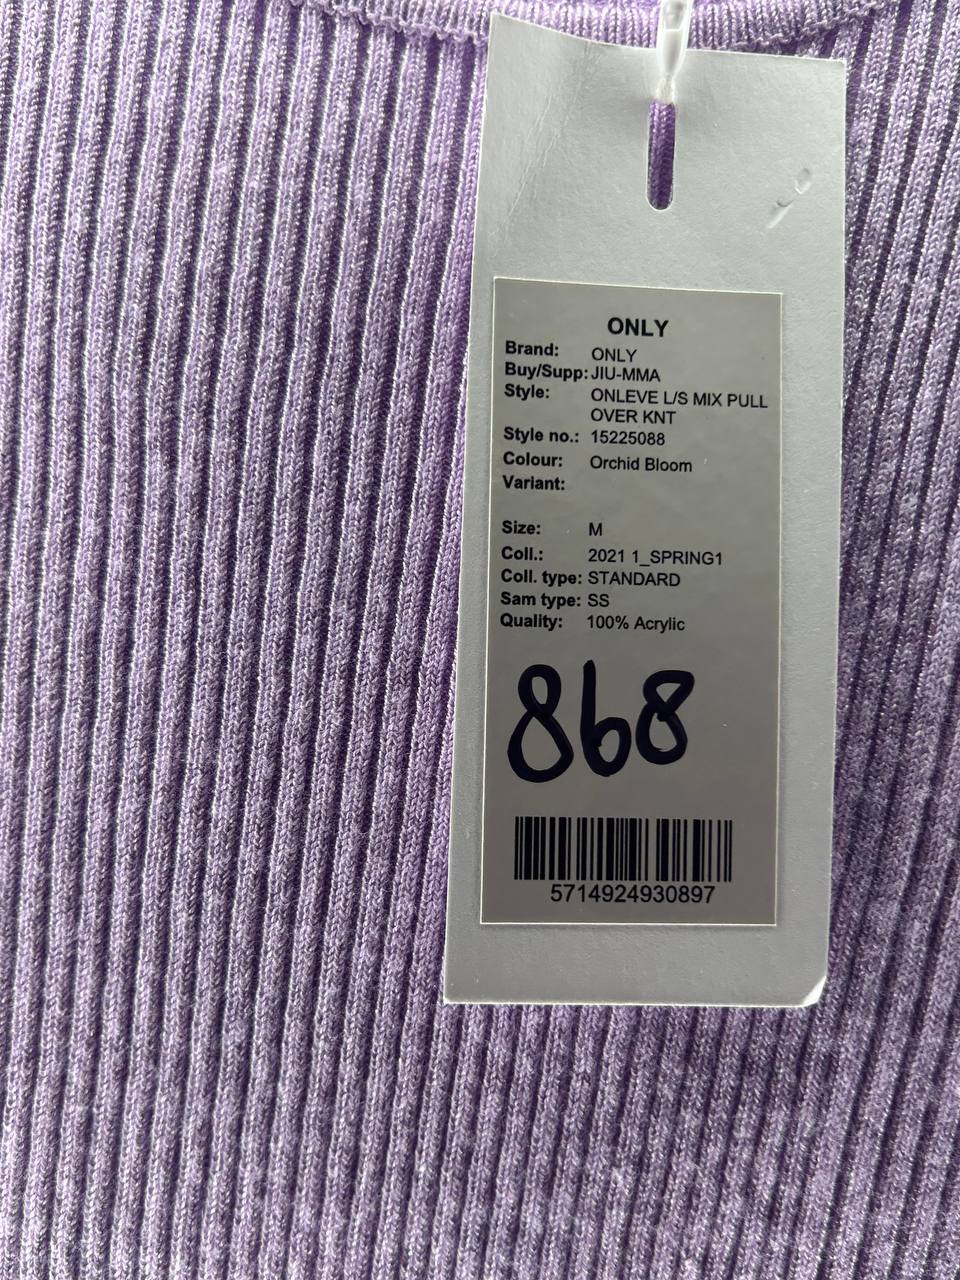 ONLY
Brand: ONLY
Buy/Supp: JIU-MMA
Style: ONLEVE L/S MIX PULL
OVER KNT
Style no.: 15225088
Colour: Orchid Bloom
Variant:
Size: M
Coll.: 2021 1_SPRING1
Coll. type: STANDARD
Sam type: SS
Quality: 100% Acrylic
868
5714924930897